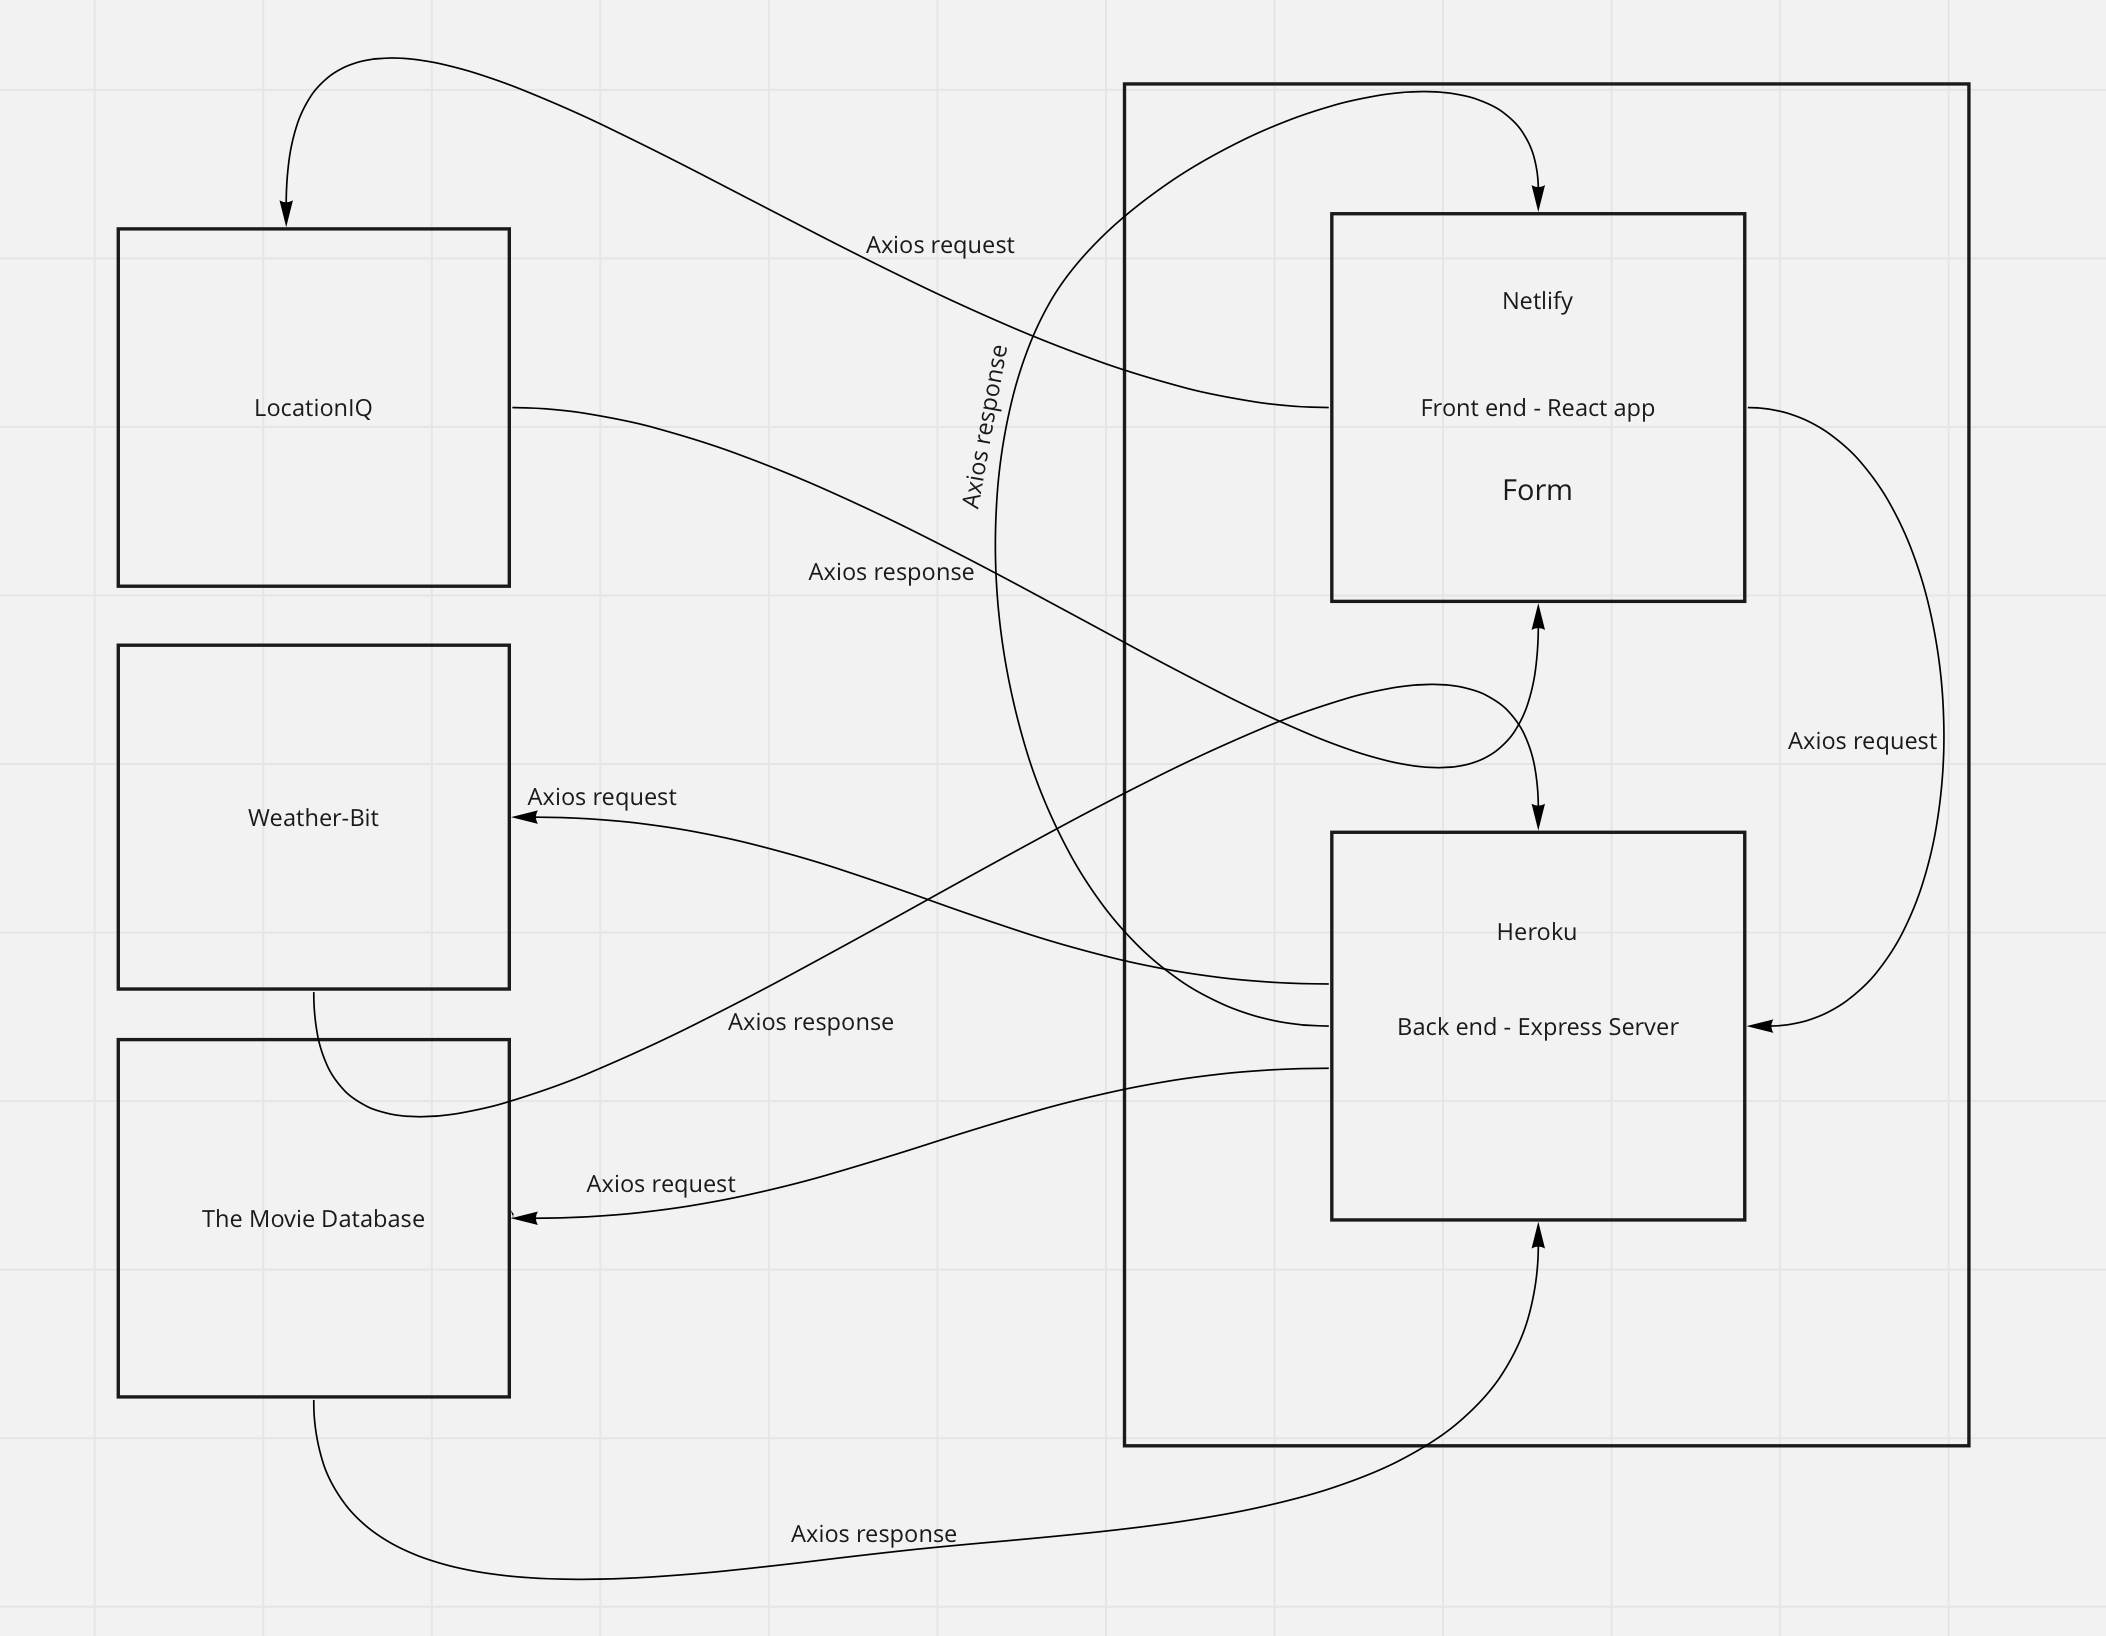 Axios request
Netlify
Axios response
LocationIQ
Front end - React app
Form
Axios response
Axios request
Axios request
Weather-Bit
Heroku
Axios response
Back end - Express Server
Axios request
The Movie Database
Axios response